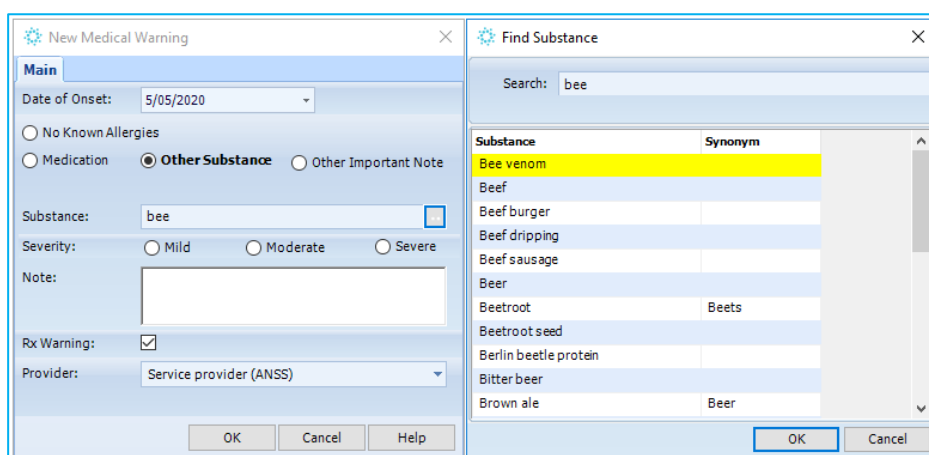 New Medical Warning
Main
Date of Onset: 5/05/2020
No Known Allergies
Medication Other Substance Other Important Note
Substance: bee ..
Severity: Mild Moderate Severe
Note:
Rx Warning:
Provider: Service provider (ANSS)
OK Cancel Help
Find Substance
Search: bee
Substance Synonym
Bee venom
Beef
Beef burger
Beef dripping
Beef sausage
Beer
Beetroot Beets
Beetroot seed
Berlin beetle protein
Bitter beer
Brown ale Beer
OK Cancel